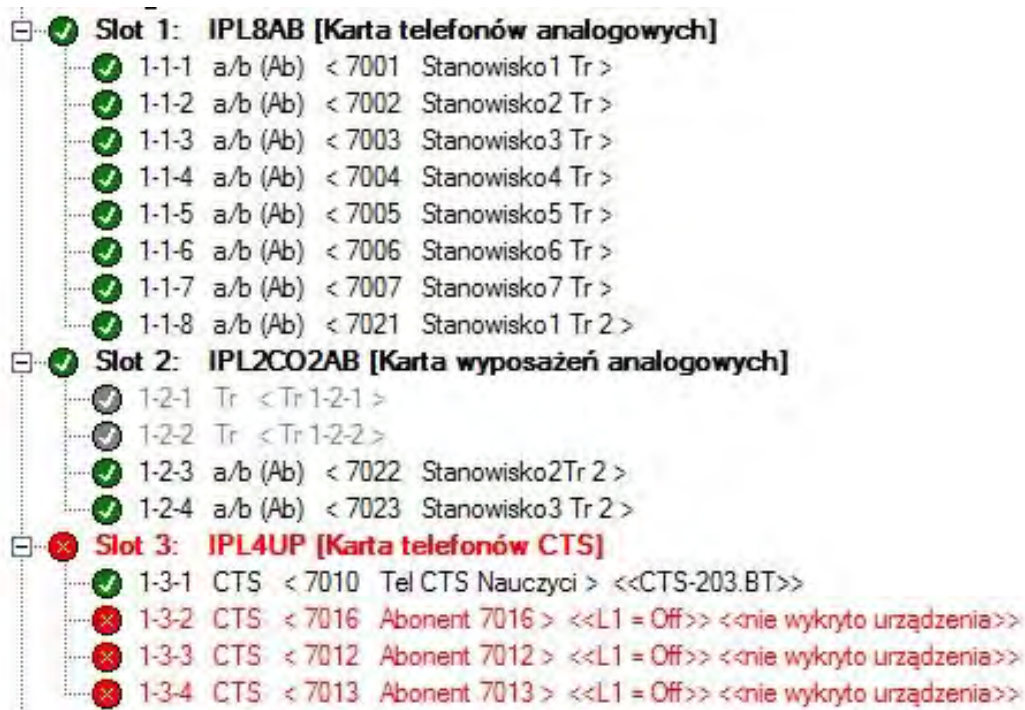 Slot 1: IPL8AB [Karta telefonów analogowych]
1-1-1 a/b (Ab) < 7001 Stanowisko1 Tr >
1-1-2 a/b (Ab) < 7002 Stanowisko2 Tr >
1-1-3 a/b (Ab) < 7003 Stanowisko3 Tr >
1-1-4 a/b (Ab) < 7004 Stanowisko4 Tr >
1-1-5 a/b (Ab) < 7005 Stanowisko5 Tr >
1-1-6 a/b (Ab) < 7006 Stanowisko6 Tr >
1-1-7 a/b (Ab) < 7007 Stanowisko7 Tr >
1-1-8 a/b (Ab) < 7021 Stanowisko1 Tr 2 >
Slot 2: IPL2CO2AB [Karta wyposażeń analogowych]
1-2-1 Tr < Tr 1-2-1 >
1-2-2 Tr < Tr 1-2-2 >
1-2-3 a/b (Ab) < 7022 Stanowisko2Tr 2 >
1-2-4 a/b (Ab) < 7023 Stanowisko3 Tr 2 >
Slot 3: IPL4UP [Karta telefonów CTS]
1-3-1 CTS < 7010 Tel CTS Nauczyci > <<CTS-203.BT>>
1-3-2 CTS < 7016 Abonent 7016 > <<L1 = Off>> <<nie wykryto urządzenia>>
1-3-3 CTS < 7012 Abonent 7012 > <<L1 = Off>> <<nie wykryto urządzenia>>
1-3-4 CTS < 7013 Abonent 7013 > <<L1 = Off>> <<nie wykryto urządzenia>>